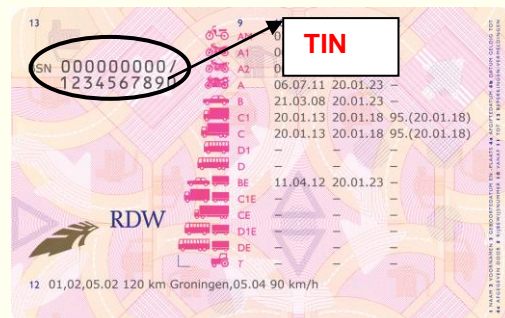 13
9
TIN
BSN 000000000/
1234567890
AM 0
A1 0
A2 0
A 06.07.11 20.01.23 –
B 21.03.08 20.01.23 –
C1 20.01.13 20.01.18 95.(20.01.18)
C 20.01.13 20.01.18 95.(20.01.18)
D1 – – –
D – – –
BE 11.04.12 20.01.23 –
C1E – – –
CE – – –
D1E – – –
DE – – –
T – – –
RDW
12 01,02,05.02 120 km Groningen,05.04 90 km/h